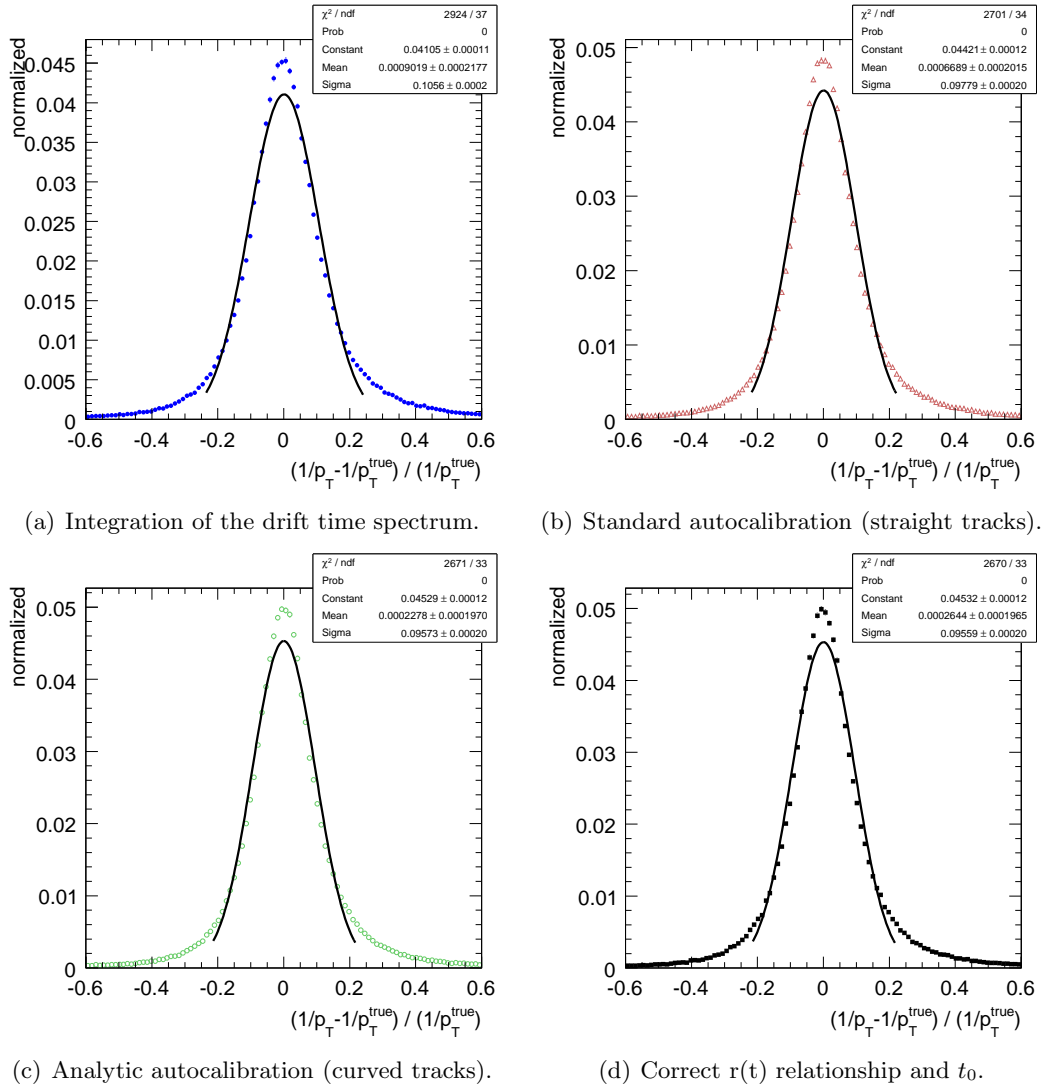 χ² / ndf 2924 / 37
Prob 0
Constant 0.04105 ± 0.00011
Mean 0.0009019 ± 0.0002177
Sigma 0.1056 ± 0.0002
normalized
0.045
0.04
0.035
0.03
0.025
0.02
0.015
0.01
0.005
0
-0.6 -0.4 -0.2 0 0.2 0.4 0.6
(1/p_T-1/p_T^true) / (1/p_T^true)
(a) Integration of the drift time spectrum.
χ² / ndf 2701 / 34
Prob 0
Constant 0.04421 ± 0.00012
Mean 0.0006689 ± 0.0002015
Sigma 0.09779 ± 0.00020
normalized
0.05
0.04
0.03
0.02
0.01
0
-0.6 -0.4 -0.2 0 0.2 0.4 0.6
(1/p_T-1/p_T^true) / (1/p_T^true)
(b) Standard autocalibration (straight tracks).
χ² / ndf 2671 / 33
Prob 0
Constant 0.04529 ± 0.00012
Mean 0.0002278 ± 0.0001970
Sigma 0.09573 ± 0.00020
normalized
0.05
0.04
0.03
0.02
0.01
0
-0.6 -0.4 -0.2 0 0.2 0.4 0.6
(1/p_T-1/p_T^true) / (1/p_T^true)
(c) Analytic autocalibration (curved tracks).
χ² / ndf 2670 / 33
Prob 0
Constant 0.04532 ± 0.00012
Mean 0.0002644 ± 0.0001965
Sigma 0.09559 ± 0.00020
normalized
0.05
0.04
0.03
0.02
0.01
0
-0.6 -0.4 -0.2 0 0.2 0.4 0.6
(1/p_T-1/p_T^true) / (1/p_T^true)
(d) Correct r(t) relationship and t₀.